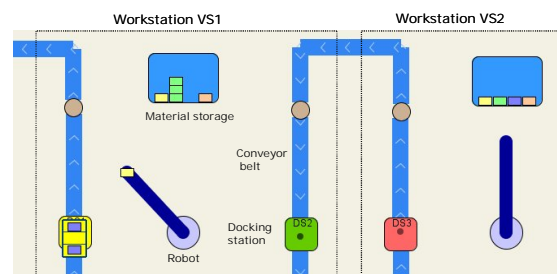 Workstation VS1
Workstation VS2
Material storage
Conveyor
belt
Docking
station
DS2
DS3
Robot